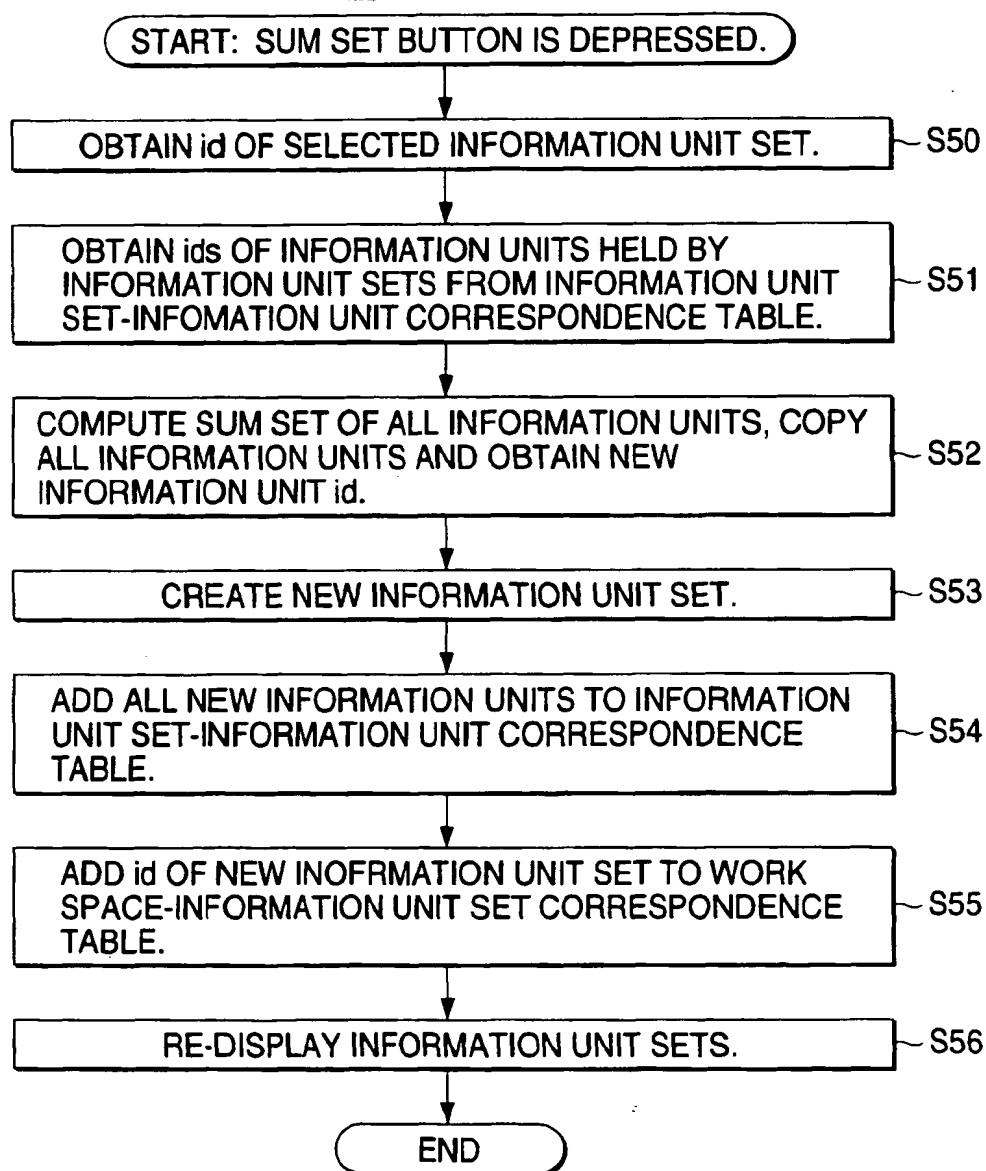 START: SUM SET BUTTON IS DEPRESSED.
OBTAIN id OF SELECTED INFORMATION UNIT SET.
S50
OBTAIN ids OF INFORMATION UNITS HELD BY
INFORMATION UNIT SETS FROM INFORMATION UNIT
SET-INFOMATION UNIT CORRESPONDENCE TABLE.
S51
COMPUTE SUM SET OF ALL INFORMATION UNITS, COPY
ALL INFORMATION UNITS AND OBTAIN NEW
INFORMATION UNIT id.
S52
CREATE NEW INFORMATION UNIT SET.
S53
ADD ALL NEW INFORMATION UNITS TO INFORMATION
UNIT SET-INFORMATION UNIT CORRESPONDENCE
TABLE.
S54
ADD id OF NEW INOFRMATION UNIT SET TO WORK
SPACE-INFORMATION UNIT SET CORRESPONDENCE
TABLE.
S55
RE-DISPLAY INFORMATION UNIT SETS.
S56
END